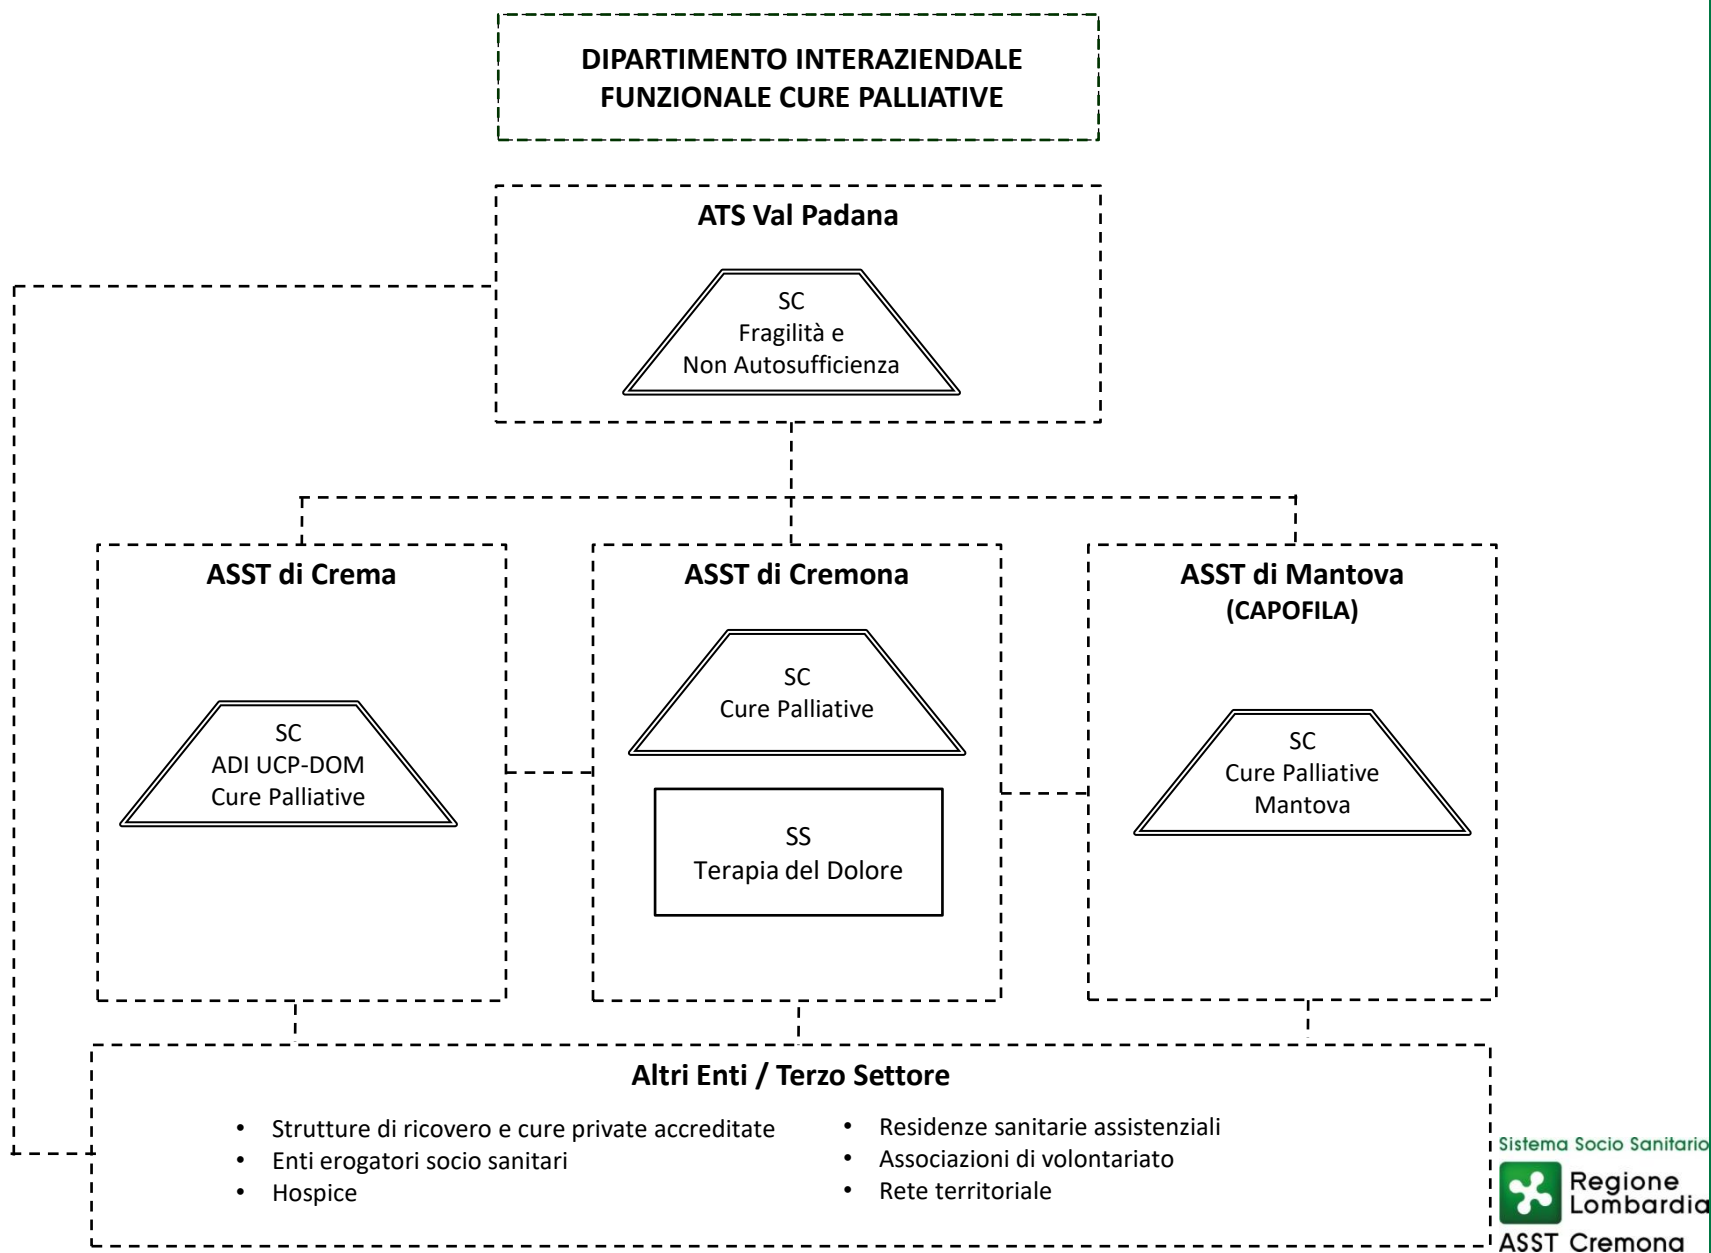 DIPARTIMENTO INTERAZIENDALE
FUNZIONALE CURE PALLIATIVE
ATS Val Padana
SC
Fragilità e
Non Autosufficienza
ASST di Crema
SC
ADI UCP-DOM
Cure Palliative
ASST di Cremona
SC
Cure Palliative
SS
Terapia del Dolore
ASST di Mantova
(CAPOFILA)
SC
Cure Palliative
Mantova
Altri Enti / Terzo Settore
• Strutture di ricovero e cure private accreditate
• Enti erogatori socio sanitari
• Hospice
• Residenze sanitarie assistenziali
• Associazioni di volontariato
• Rete territoriale
Sistema Socio Sanitario
Regione
Lombardia
ASST Cremona